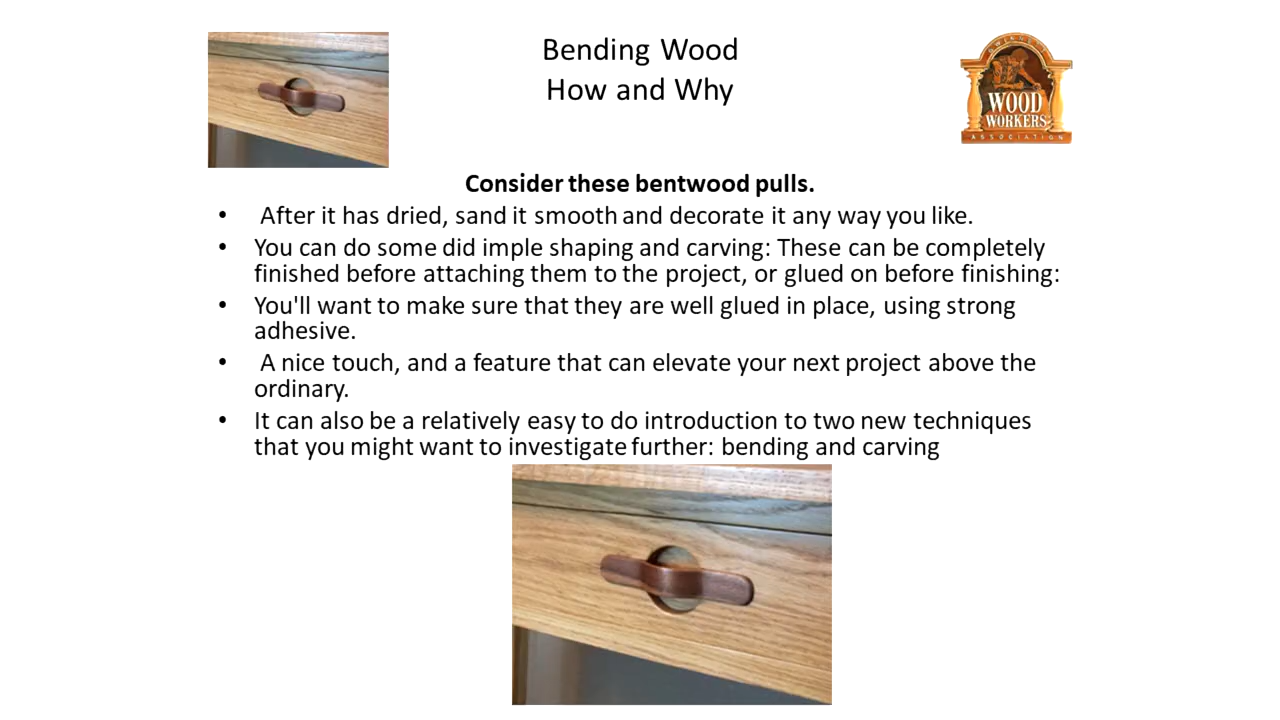 Bending Wood
How and Why
WOOD
WORKERS
ASSOCIATION
Consider these bentwood pulls.
• After it has dried, sand it smooth and decorate it any way you like.
• You can do some did imple shaping and carving: These can be completely
finished before attaching them to the project, or glued on before finishing:
• You'll want to make sure that they are well glued in place, using strong
adhesive.
• A nice touch, and a feature that can elevate your next project above the
ordinary.
• It can also be a relatively easy to do introduction to two new techniques
that you might want to investigate further: bending and carving